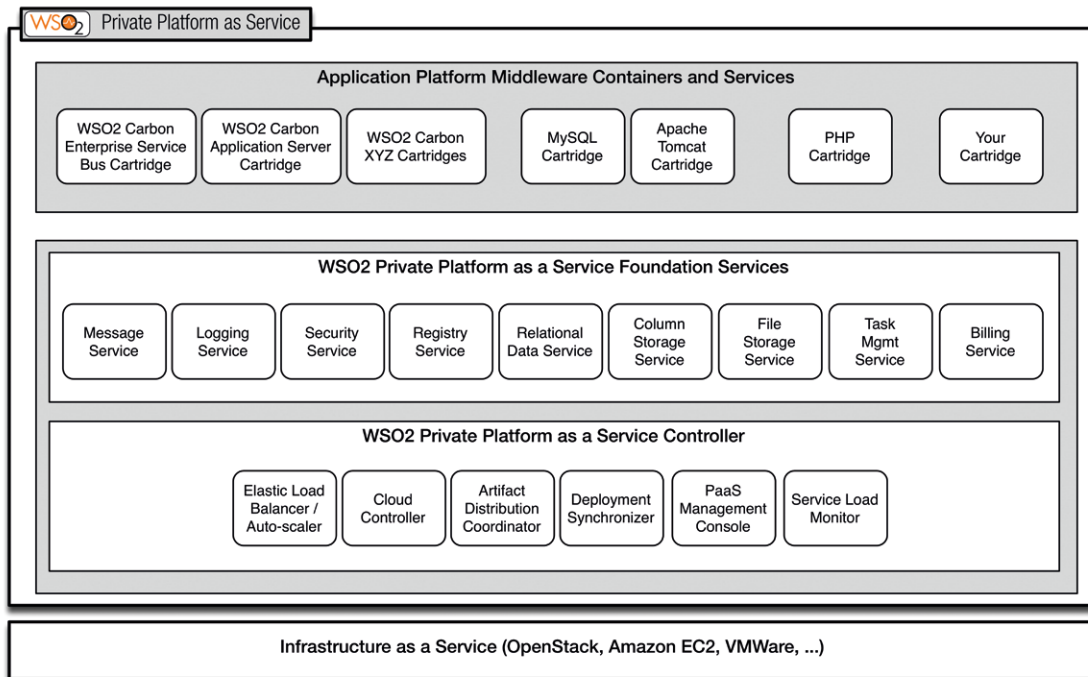 WSO2 Private Platform as Service
Application Platform Middleware Containers and Services
WSO2 Carbon
Enterprise Service
Bus Cartridge
WSO2 Carbon
Application Server
Cartridge
WSO2 Carbon
XYZ Cartridges
MySQL
Cartridge
Apache
Tomcat
Cartridge
PHP
Cartridge
Your
Cartridge
WSO2 Private Platform as a Service Foundation Services
Message
Service
Logging
Service
Security
Service
Registry
Service
Relational
Data Service
Column
Storage
Service
File
Storage
Service
Task
Mgmt
Service
Billing
Service
WSO2 Private Platform as a Service Controller
Elastic Load
Balancer /
Auto-scaler
Cloud
Controller
Artifact
Distribution
Coordinator
Deployment
Synchronizer
PaaS
Management
Console
Service Load
Monitor
Infrastructure as a Service (OpenStack, Amazon EC2, VMWare, ...)